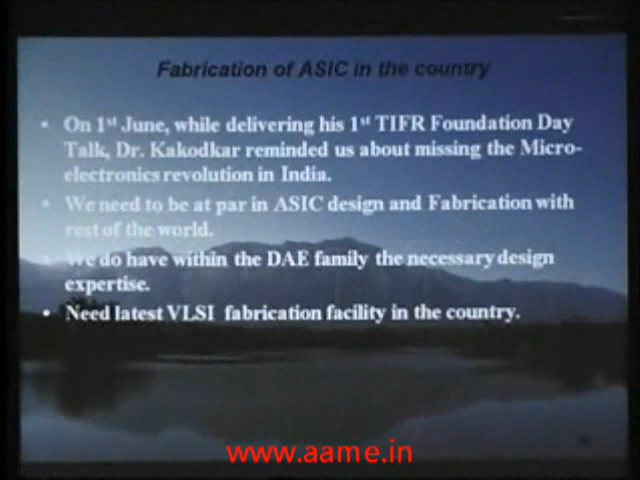 Fabrication of ASIC in the country
• On 1st June, while delivering his 1st TIFR Foundation Day
Talk, Dr. Kakodkar reminded us about missing the Micro-
electronics revolution in India.
• We need to be at par in ASIC design and Fabrication with
rest of the world.
• We do have within the DAE family the necessary design
expertise.
• Need latest VLSI fabrication facility in the country.
www.aame.in